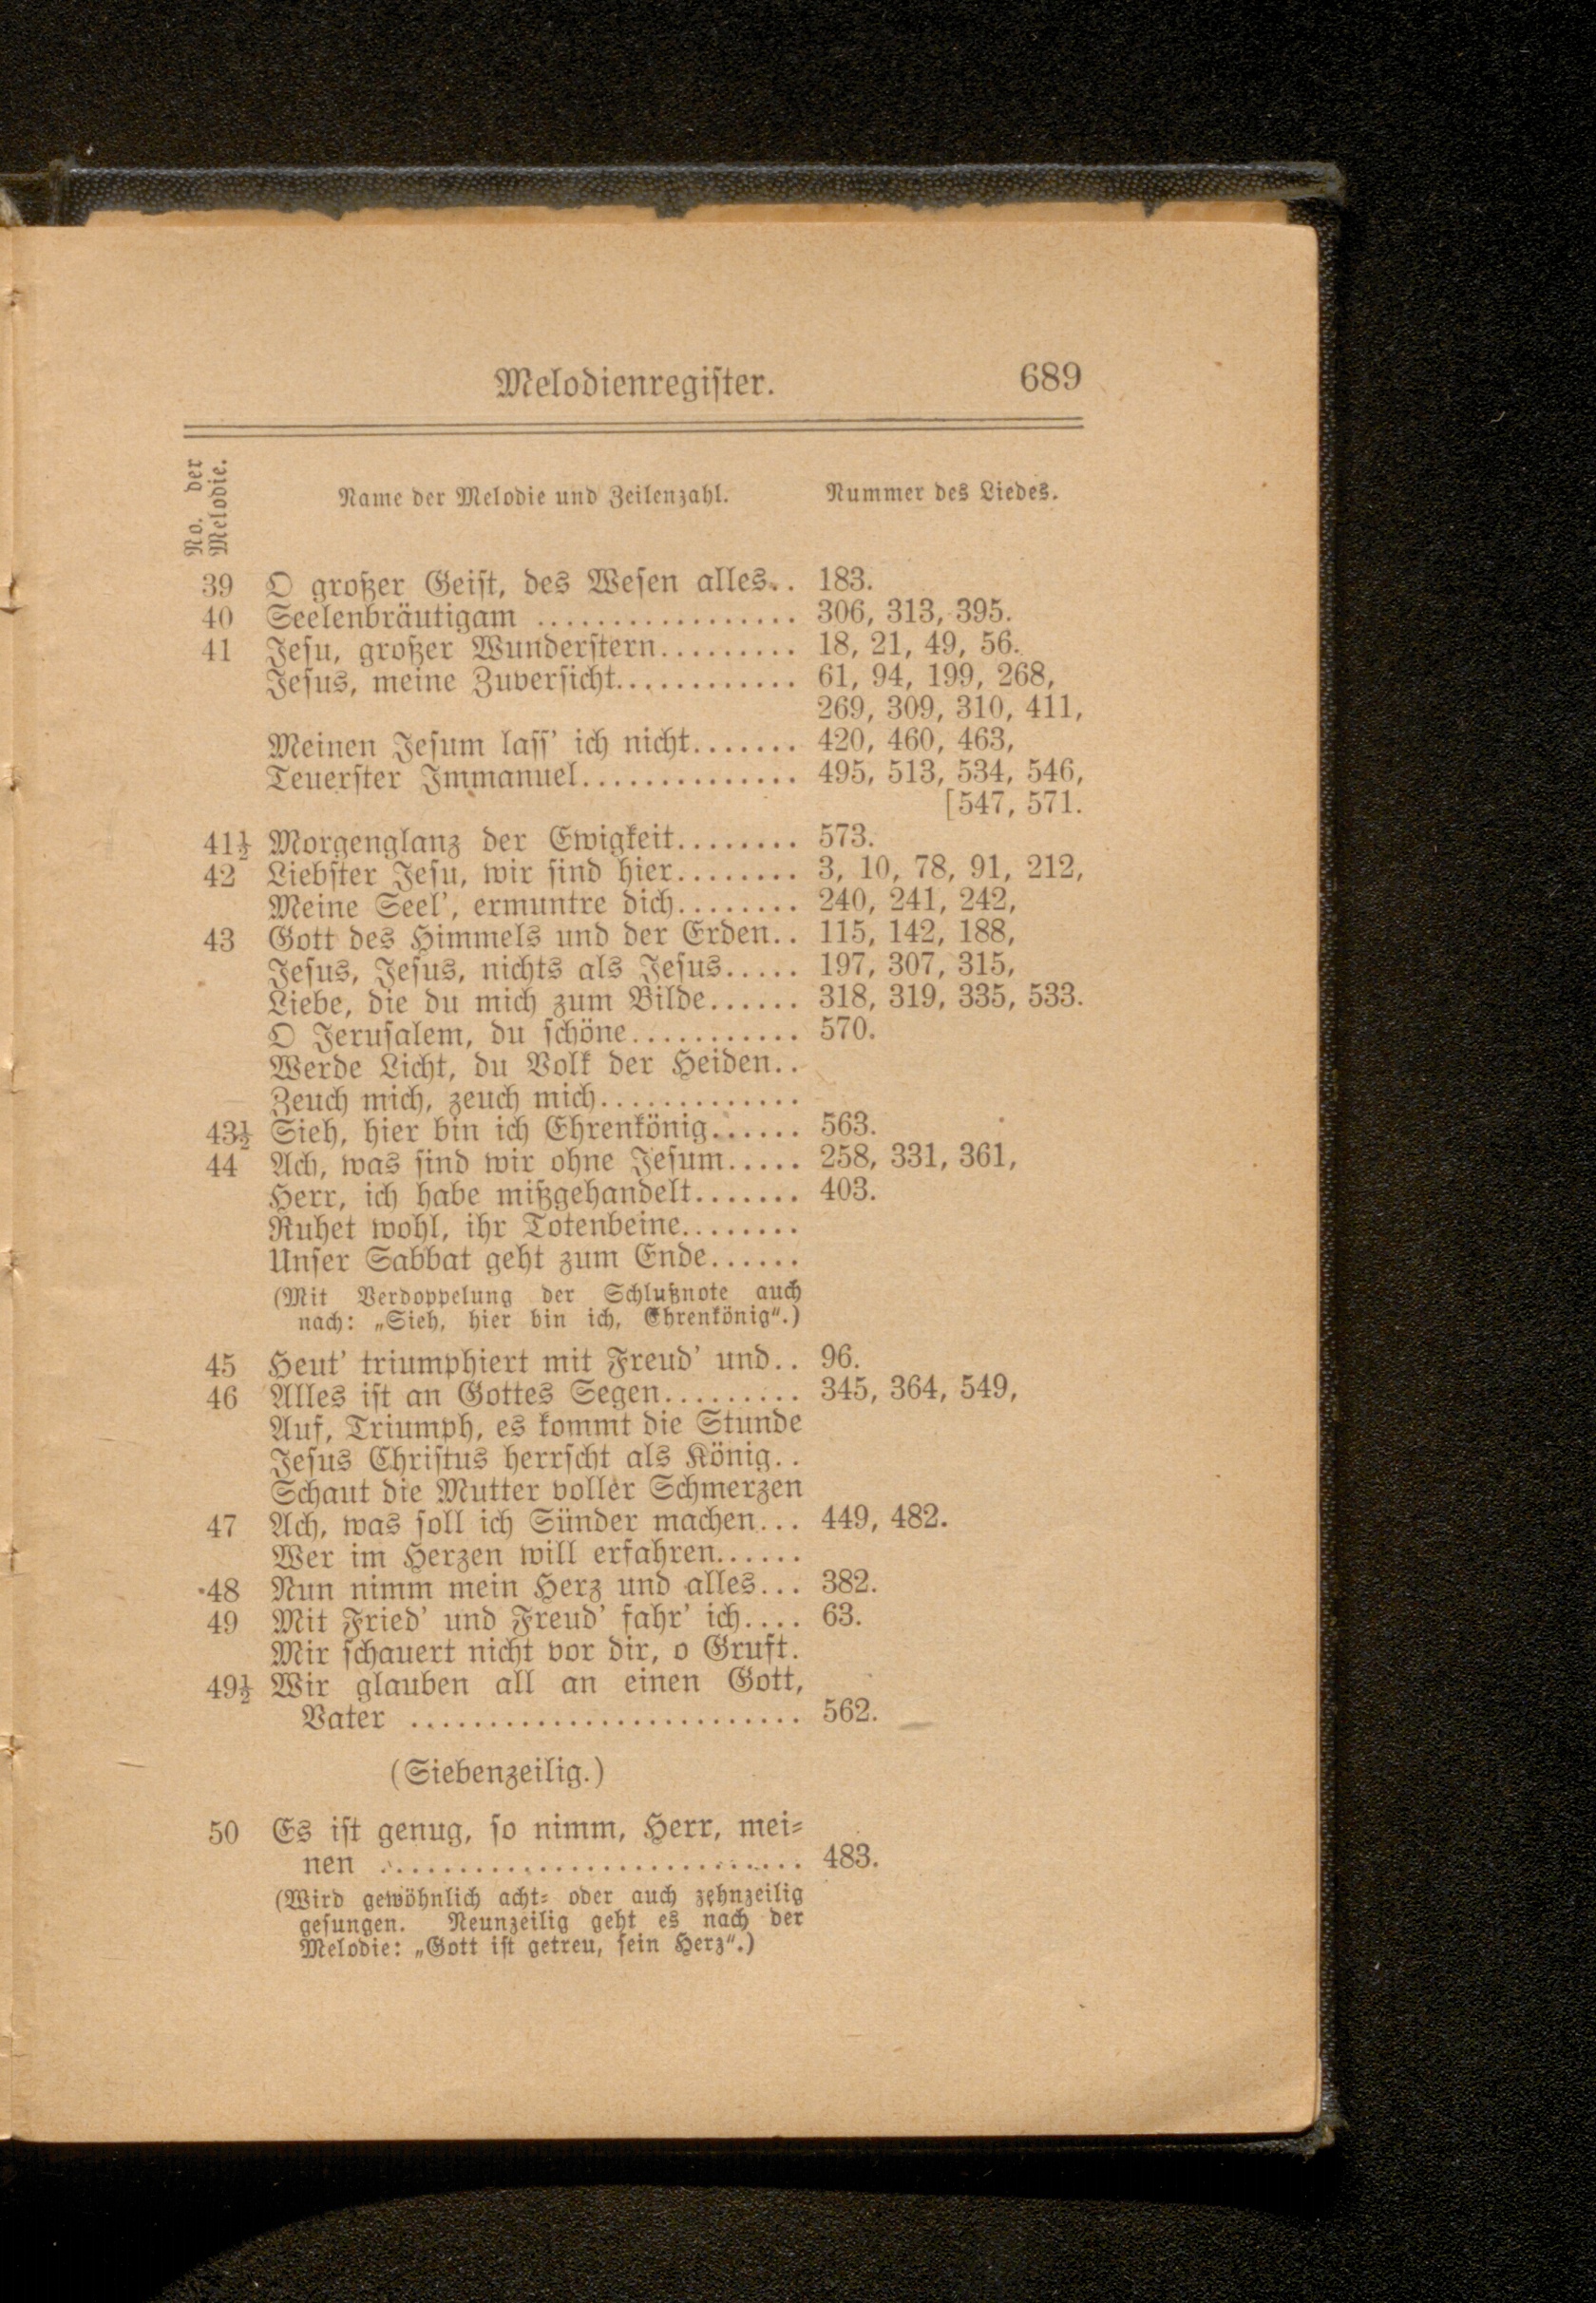 Melodienregister. 689
No. der
Melodie.
Name der Melodie und Zeilenzahl. Nummer des Liedes.
39 O großer Geist, des Wesen alles.. 183.
40 Seelenbräutigam ................. 306, 313, 395.
41 Jesu, großer Wunderstern......... 18, 21, 49, 56.
Jesus, meine Zuversicht............ 61, 94, 199, 268,
269, 309, 310, 411,
Meinen Jesum lass' ich nicht....... 420, 460, 463,
Teuerster Immanuel.............. 495, 513, 534, 546,
[547, 571.
41½ Morgenglanz der Ewigkeit........ 573.
42 Liebster Jesu, wir sind hier........ 3, 10, 78, 91, 212,
Meine Seel', ermuntre dich........ 240, 241, 242,
43 Gott des Himmels und der Erden.. 115, 142, 188,
Jesus, Jesus, nichts als Jesus..... 197, 307, 315,
Liebe, die du mich zum Bilde...... 318, 319, 335, 533.
O Jerusalem, du schöne........... 570.
Werde Licht, du Volk der Heiden..
Zeuch mich, zeuch mich.............
43½ Sieh, hier bin ich Ehrenkönig...... 563.
44 Ach, was sind wir ohne Jesum..... 258, 331, 361,
Herr, ich habe mißgehandelt....... 403.
Ruhet wohl, ihr Totenbeine........
Unser Sabbat geht zum Ende......
(Mit Verdoppelung der Schlußnote auch
nach: „Sieh, hier bin ich, Ehrenkönig“.)
45 Heut' triumphiert mit Freud' und.. 96.
46 Alles ist an Gottes Segen......... 345, 364, 549,
Auf, Triumph, es kommt die Stunde
Jesus Christus herrscht als König..
Schaut die Mutter voller Schmerzen
47 Ach, was soll ich Sünder machen... 449, 482.
Wer im Herzen will erfahren......
48 Nun nimm mein Herz und alles... 382.
49 Mit Fried' und Freud' fahr' ich.... 63.
Mir schauert nicht vor dir, o Gruft.
49½ Wir glauben all an einen Gott,
Vater ......................... 562.
(Siebenzeilig.)
50 Es ist genug, so nimm, Herr, mei-
nen ........................... 483.
(Wird gewöhnlich acht- oder auch zehnzeilig
gesungen. Neunzeilig geht es nach der
Melodie: „Gott ist getreu, sein Herz“.)